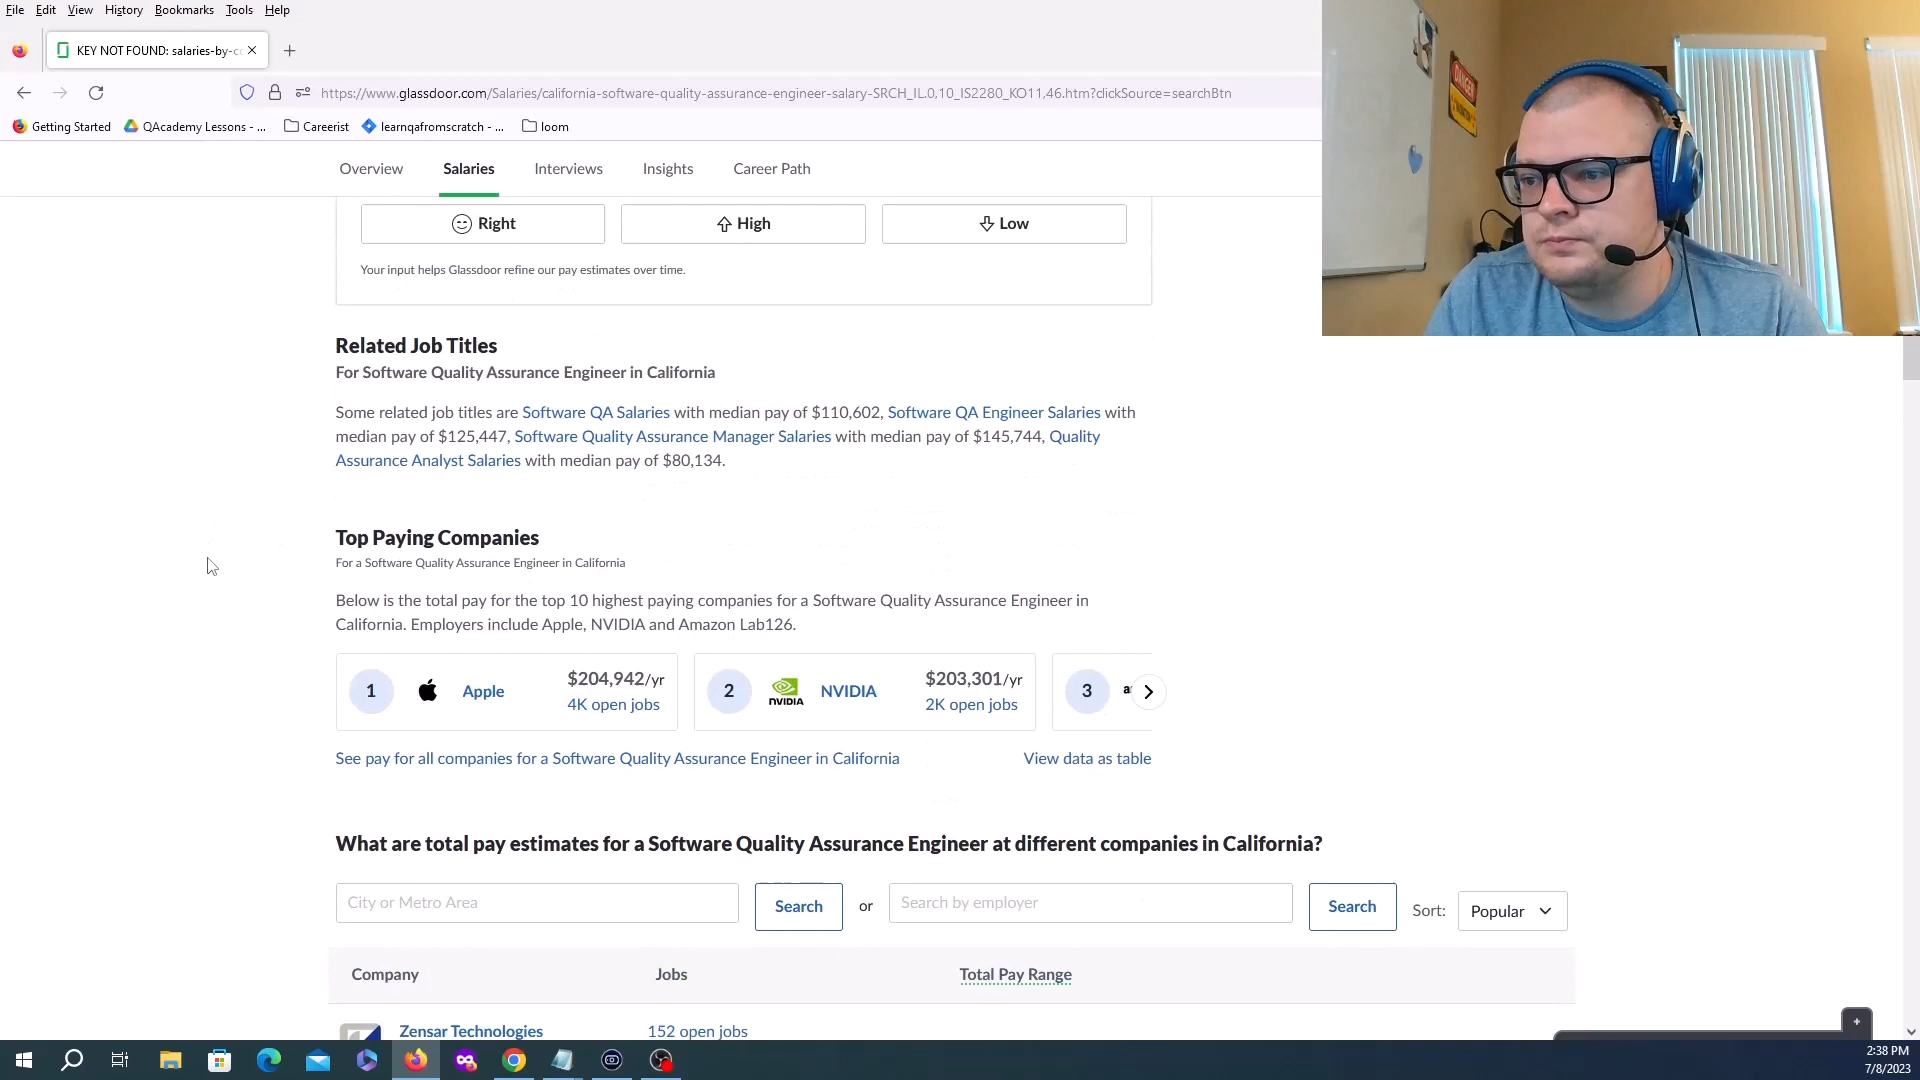 File Edit View History Bookmarks Tools Help
KEY NOT FOUND: salaries-by-co
https://www.glassdoor.com/Salaries/california-software-quality-assurance-engineer-salary-SRCH_IL.0,10_IS2280_KO11,46.htm?clickSource=searchBtn
Getting Started QAcademy Lessons - ... Careerist learnqafromscratch - ... loom
DANGER
Overview Salaries Interviews Insights Career Path
Right High Low
Your input helps Glassdoor refine our pay estimates over time.
Related Job Titles
For Software Quality Assurance Engineer in California
Some related job titles are Software QA Salaries with median pay of $110,602, Software QA Engineer Salaries with
median pay of $125,447, Software Quality Assurance Manager Salaries with median pay of $145,744, Quality
Assurance Analyst Salaries with median pay of $80,134.
Top Paying Companies
For a Software Quality Assurance Engineer in California
Below is the total pay for the top 10 highest paying companies for a Software Quality Assurance Engineer in
California. Employers include Apple, NVIDIA and Amazon Lab126.
1 Apple $204,942/yr
4K open jobs
2 NVIDIA NVIDIA $203,301/yr
2K open jobs
3 a
See pay for all companies for a Software Quality Assurance Engineer in California View data as table
What are total pay estimates for a Software Quality Assurance Engineer at different companies in California?
City or Metro Area Search or Search by employer Search Sort: Popular
Company Jobs Total Pay Range
Zensar Technologies 152 open jobs
2:38 PM
7/8/2023